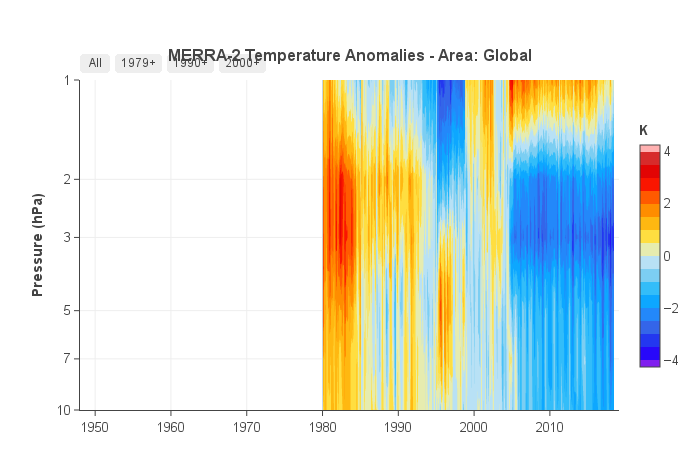 MERRA-2 Temperature Anomalies - Area: Global
All 1979+ 1990+ 2000+
K
Pressure (hPa)
1
2
3
5
7
10
1950 1960 1970 1980 1990 2000 2010
4
2
0
−2
−4